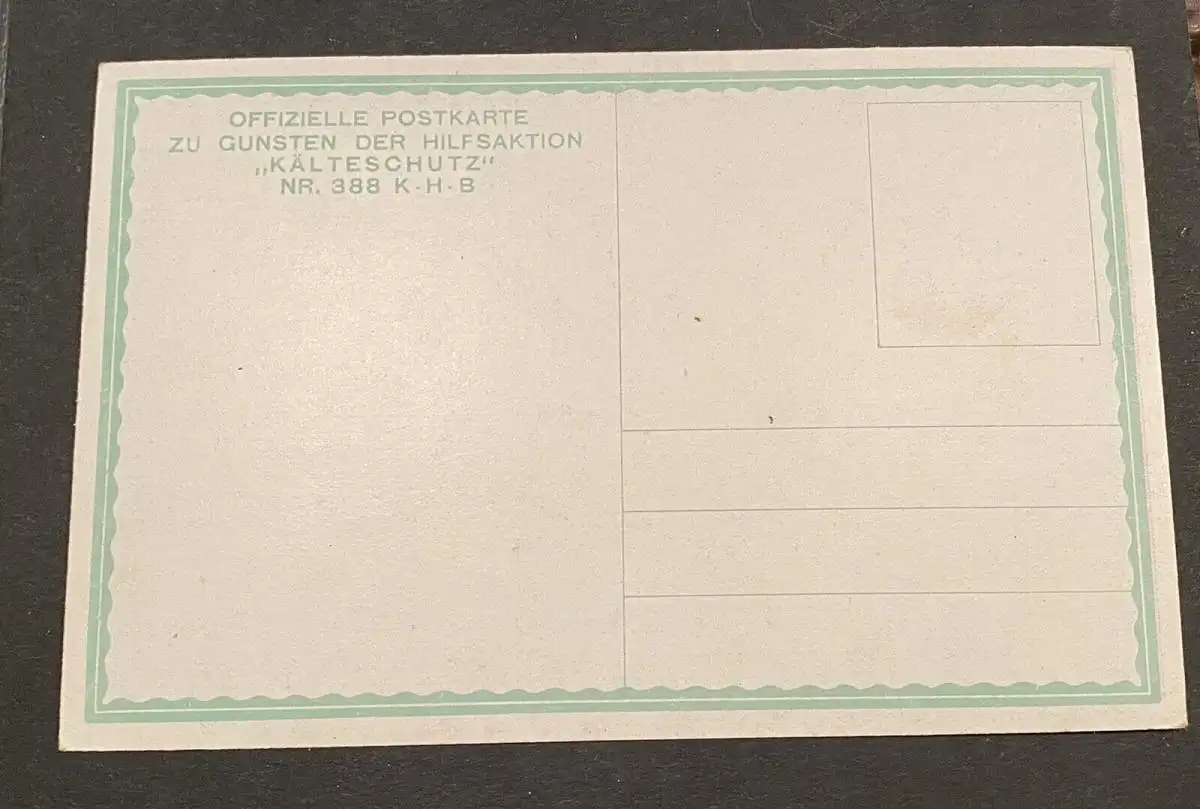 OFFIZIELLE POSTKARTE
ZU GUNSTEN DER HILFSAKTION
„KÄLTESCHUTZ“
NR. 388 K·H·B